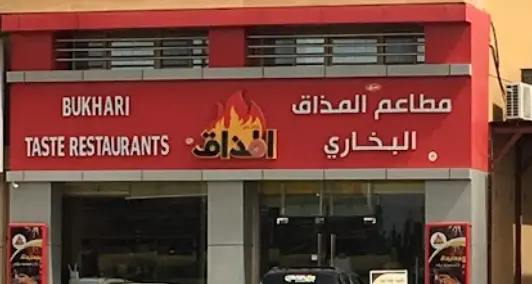 BUKHARI
TASTE RESTAURANTS
المذاق
مطاعم المذاق
البخاري